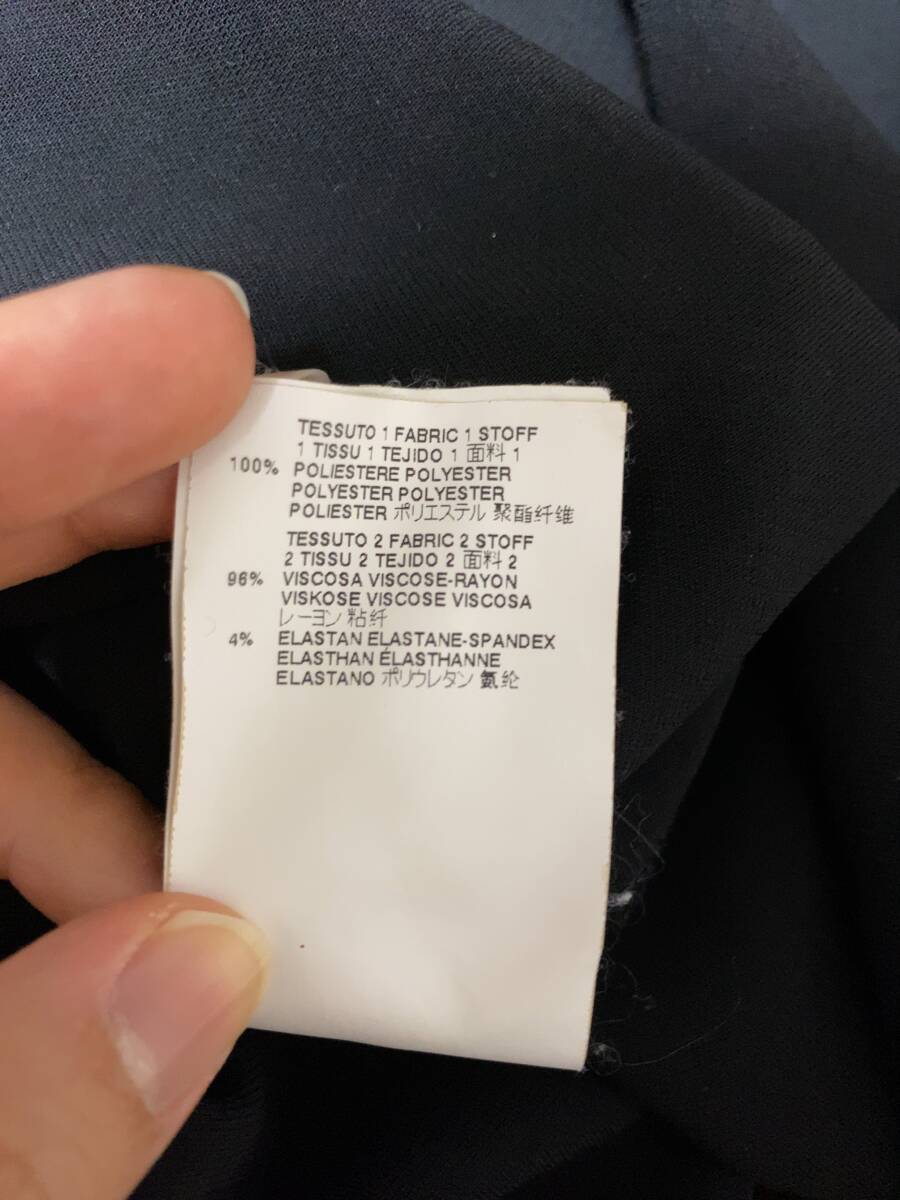 TESSUTO 1 FABRIC 1 STOFF
1 TISSU 1 TEJIDO 1 面料 1
100% POLIESTERE POLYESTER
POLYESTER POLYESTER
POLIESTER ポリエステル 聚酯纤维
TESSUTO 2 FABRIC 2 STOFF
2 TISSU 2 TEJIDO 2 面料 2
96% VISCOSA VISCOSE-RAYON
VISKOSE VISCOSE VISCOSA
レーヨン 粘纤
4% ELASTAN ELASTANE-SPANDEX
ELASTHAN ÉLASTHANNE
ELASTANO ポリウレタン 氨纶